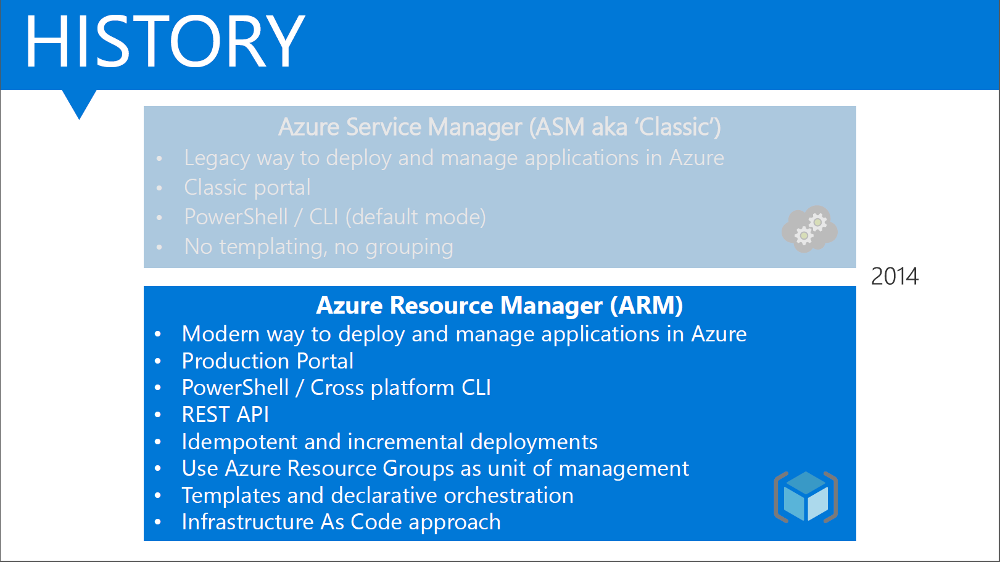 HISTORY
Azure Service Manager (ASM aka ‘Classic’)
• Legacy way to deploy and manage applications in Azure
• Classic portal
• PowerShell / CLI (default mode)
• No templating, no grouping
2014
Azure Resource Manager (ARM)
• Modern way to deploy and manage applications in Azure
• Production Portal
• PowerShell / Cross platform CLI
• REST API
• Idempotent and incremental deployments
• Use Azure Resource Groups as unit of management
• Templates and declarative orchestration
• Infrastructure As Code approach